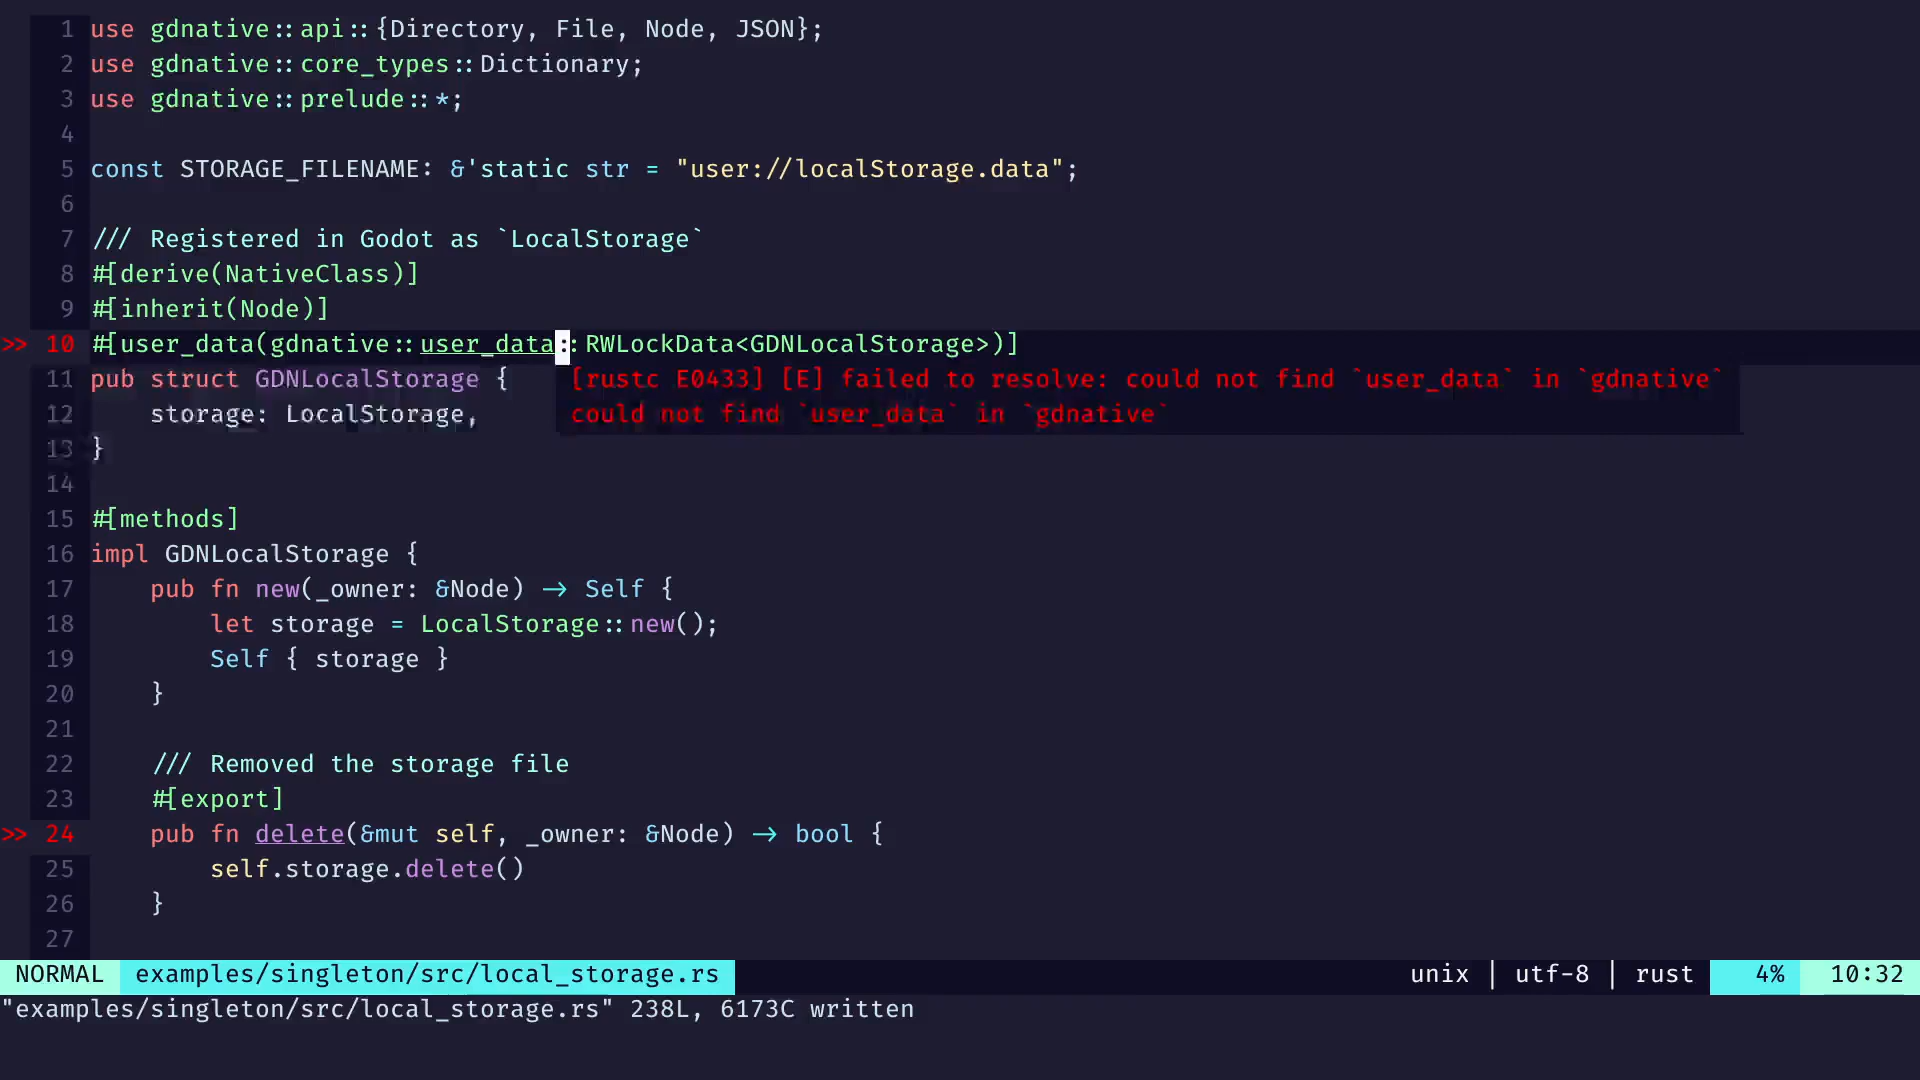 1 use gdnative::api::{Directory, File, Node, JSON};
2 use gdnative::core_types::Dictionary;
3 use gdnative::prelude::*;
4
5 const STORAGE_FILENAME: &'static str = "user://localStorage.data";
6
7 /// Registered in Godot as `LocalStorage`
8 #[derive(NativeClass)]
9 #[inherit(Node)]
>> 10 #[user_data(gdnative::user_data::RWLockData<GDNLocalStorage>)]
11 pub struct GDNLocalStorage { [rustc E0433] [E] failed to resolve: could not find `user_data` in `gdnative`
12     storage: LocalStorage, could not find `user_data` in `gdnative`
13 }
14
15 #[methods]
16 impl GDNLocalStorage {
17     pub fn new(_owner: &Node) -> Self {
18         let storage = LocalStorage::new();
19         Self { storage }
20     }
21
22     /// Removed the storage file
23     #[export]
>> 24     pub fn delete(&mut self, _owner: &Node) -> bool {
25         self.storage.delete()
26     }
27
NORMAL examples/singleton/src/local_storage.rs unix | utf-8 | rust 4% 10:32
"examples/singleton/src/local_storage.rs" 238L, 6173C written